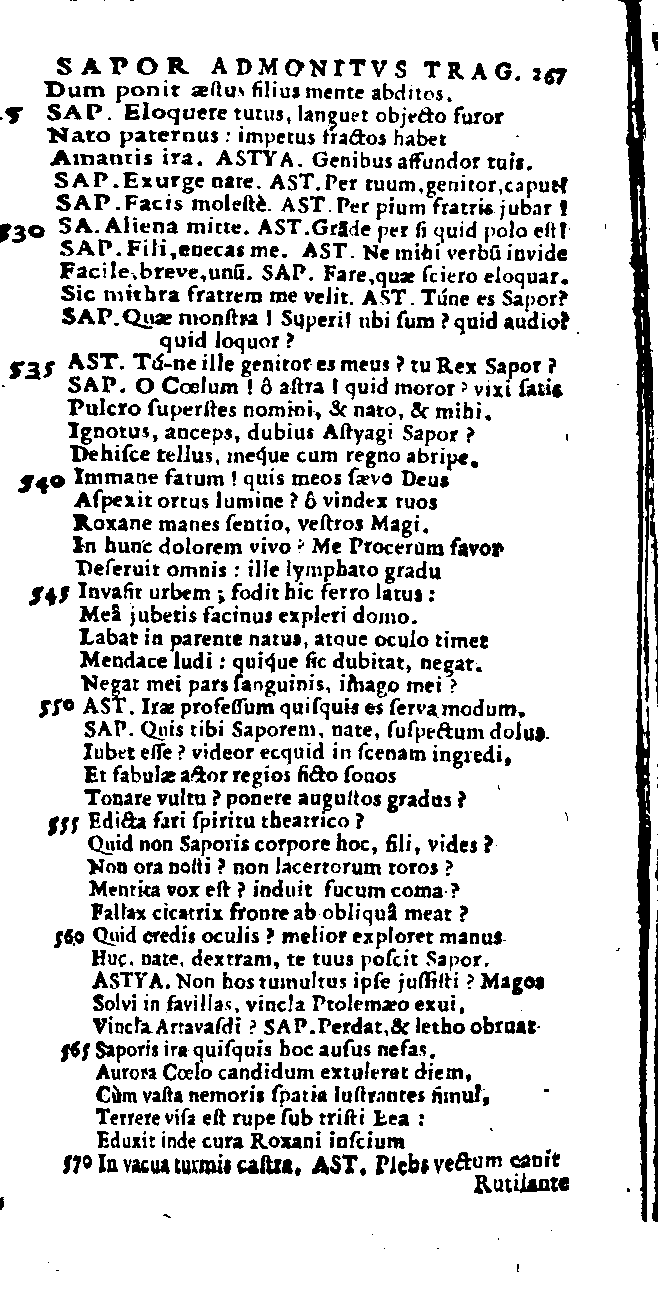 SAPOR ADMONITVS TRAG. 267
Dum ponit æſtus filius mente abditos.
5 SAP. Eloquere tutus, languet objecto furor
Nato paternus : impetus fractos habet
Amantis ira. ASTYA. Genibus affundor tuis.
SAP. Exurge nate. AST. Per tuum, genitor, caput!
SAP. Facis moleſtè. AST. Per pium fratris jubar !
530 SA. Aliena mitte. AST. Grãde per ſi quid polo eſt!
SAP. Fili, enecas me. AST. Ne mihi verbũ invide
Facile, breve, unũ. SAP. Fare, quæ ſciero eloquar.
Sic mithra fratrem me velit. AST. Túne es Sapor?
SAP. Quæ monſtra ! Superi! ubi ſum ? quid audio?
quid loquor ?
535 AST. Tú-ne ille genitor es meus ? tu Rex Sapor ?
SAP. O Cœlum ! ô aſtra ! quid moror ? vixi ſatis
Pulcro ſuperſtes nomini, & nato, & mihi.
Ignotus, anceps, dubius Aſtyagi Sapor ?
Dehiſce tellus, meque cum regno abripe.
540 Immane fatum ! quis meos ſævo Deus
Aſpexit ortus lumine ? ô vindex tuos
Roxane manes ſentio, veſtros Magi.
In hunc dolorem vivo ? Me Procerum favor
Deſeruit omnis : ille lymphato gradu
545 Invaſit urbem ; fodit hic ferro latus :
Meâ jubetis facinus expleri domo.
Labat in parente natus, atque oculo timet
Mendace ludi : quique ſic dubitat, negat.
Negat mei pars ſanguinis, imago mei ?
550 AST. Iræ profeſſum quiſquis es ſerva modum.
SAP. Quis tibi Saporem, nate, ſuſpectum dolus
Iubet eſſe ? videor ecquid in ſcenam ingredi,
Et fabulæ actor regios ficto ſonos
Tonare vultu ? ponere auguſtos gradus ?
555 Edicta fari ſpiritu theatrico ?
Quid non Saporis corpore hoc, fili, vides ?
Non ora noſti ? non lacertorum toros ?
Mentita vox eſt ? induit fucum coma ?
Fallax cicatrix fronte ab obliquâ meat ?
560 Quid credis oculis ? melior exploret manus
Huc, nate, dextram, te tuus poſcit Sapor.
ASTYA. Non hos tumultus ipſe juſſiſti ? Magos
Solvi in favillas, vincla Ptolemæo exui,
Vincla Artavaſdi ? SAP. Perdat, & letho obruat
565 Saporis ira quiſquis hoc auſus nefas.
Aurora Cœlo candidum extulerat diem,
Cùm vaſta nemoris ſpatia luſtrantes ſimul,
Terrere viſa eſt rupe ſub triſti Lea :
Eduxit inde cura Roxani inſcium
570 In vacua turmis caſtra. AST. Plebs vectum canit
Rutilante